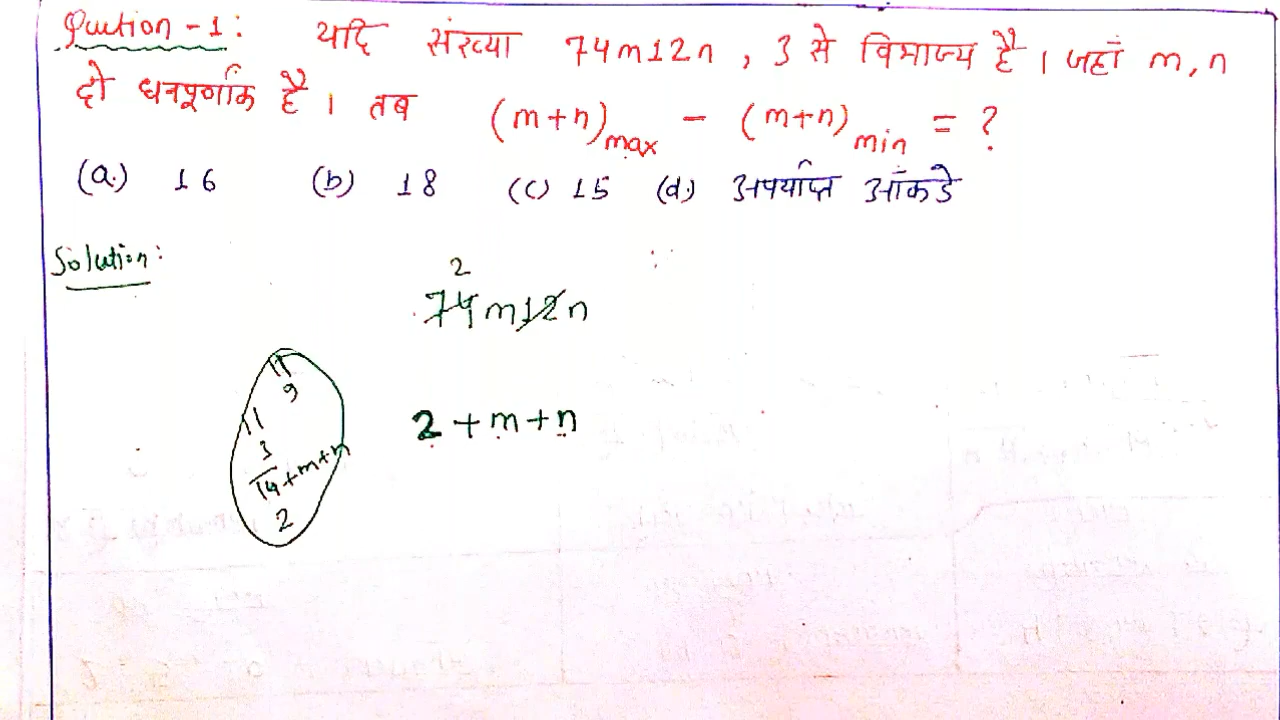 Qution-1: यदि संख्या 74m12n, 3 से विभाज्य है। जहाँ m, n
दो धनपूर्णांक है। तब (m+n)max - (m+n)min = ?
(a.) 16 (b) 18 (c) 15 (d.) अपर्याप्त आँकडे
Solution:
2
74m12n
9
11
3
14+m+n
2
2+m+n